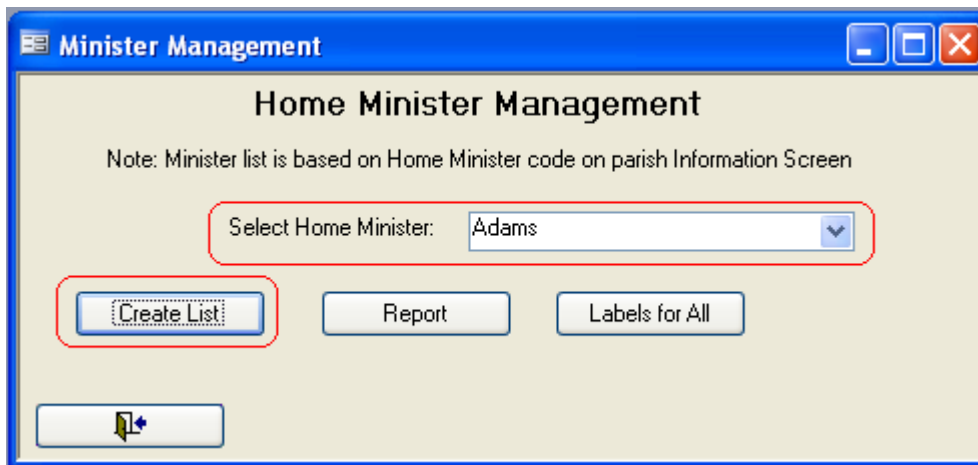 Minister Management
Home Minister Management
Note: Minister list is based on Home Minister code on parish Information Screen
Select Home Minister: Adams
Create List Report Labels for All